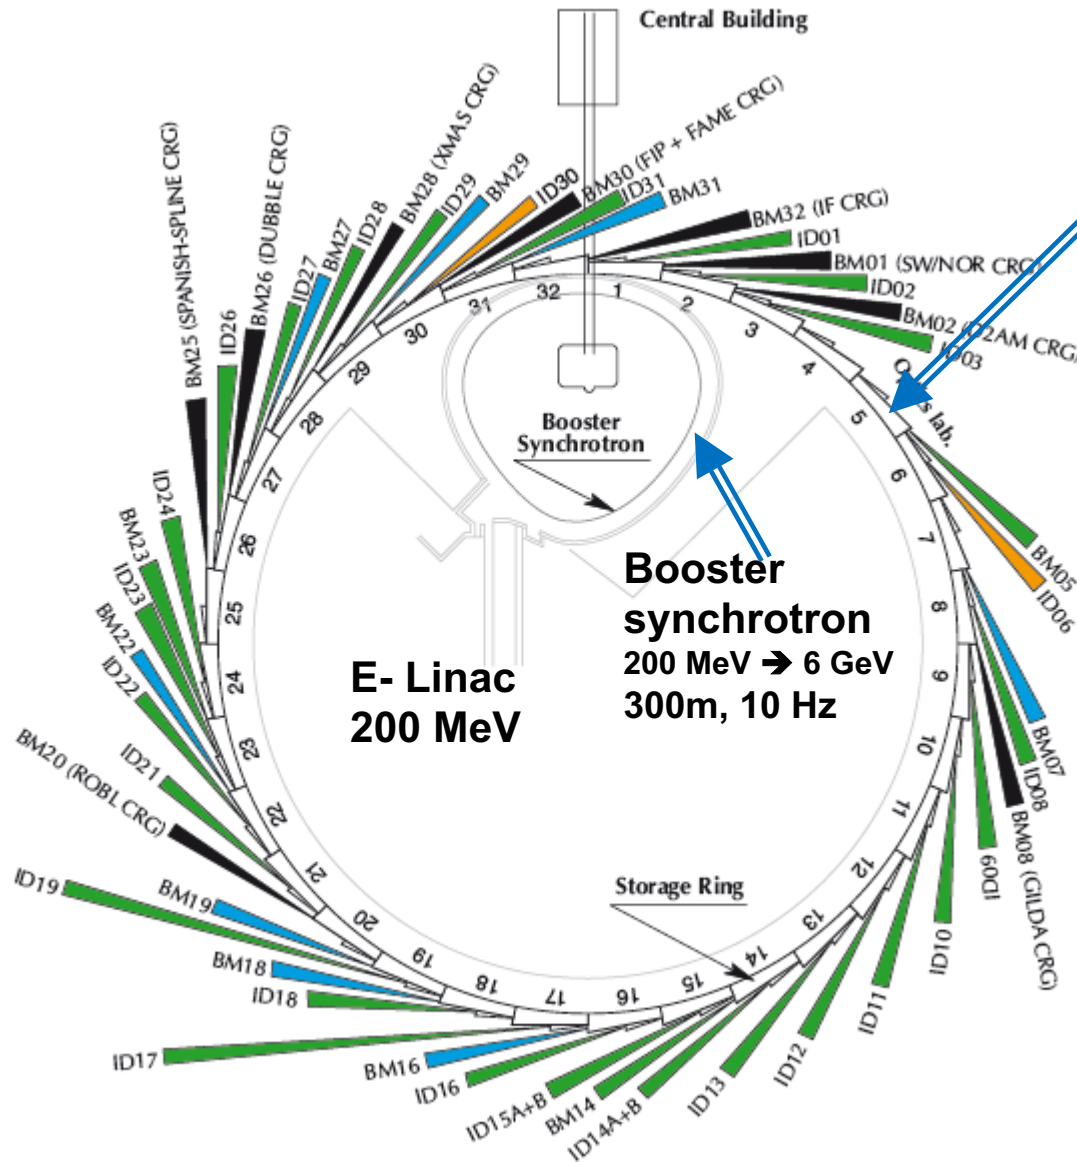 Central Building
BM25 (SPANISH-SPLINE CRG)
ID26
BM26 (DUBBLE CRG)
ID27
BM27
ID28
BM28 (XMAS CRG)
ID29
BM29
ID30
BM30 (FIP + FAME CRG)
ID31
BM31
BM32 (IF CRG)
ID01
BM01 (SW/NOR CRG)
ID02
BM02 (D2AM CRG)
ID03
Optics lab.
BM05
ID06
BM07
ID08
BM08 (GILDA CRG)
ID09
ID10
ID11
ID12
ID13
ID14A+B
BM14
ID15A+B
ID16
BM16
ID17
ID18
BM18
ID19
BM19
BM20 (ROBL CRG)
ID21
ID22
BM22
ID23
BM23
ID24
1
2
3
4
5
6
7
8
9
10
11
12
13
14
15
16
17
18
19
20
21
22
23
24
25
26
27
28
29
30
31
32
Booster
Synchrotron
Booster
synchrotron
200 MeV ➔ 6 GeV
300m, 10 Hz
E- Linac
200 MeV
Storage Ring